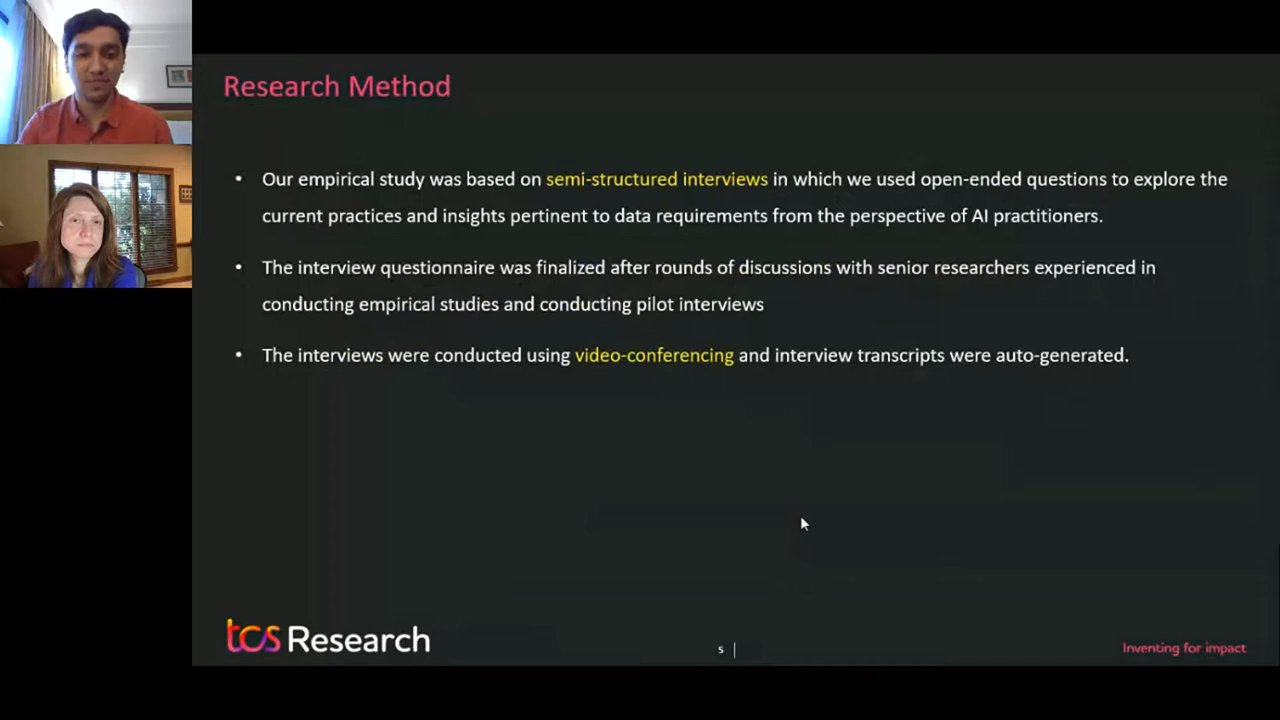 Research Method
• Our empirical study was based on semi-structured interviews in which we used open-ended questions to explore the
current practices and insights pertinent to data requirements from the perspective of AI practitioners.
• The interview questionnaire was finalized after rounds of discussions with senior researchers experienced in
conducting empirical studies and conducting pilot interviews
• The interviews were conducted using video-conferencing and interview transcripts were auto-generated.
tcs Research
5 |
Inventing for impact